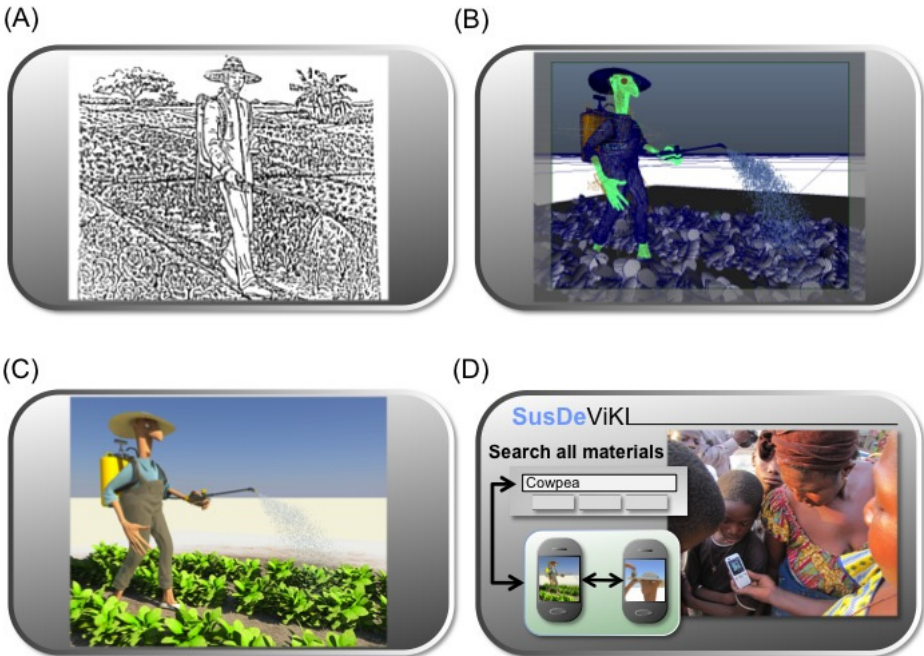 (A)
(B)
(C)
(D)
SusDeViKI
Search all materials
Cowpea